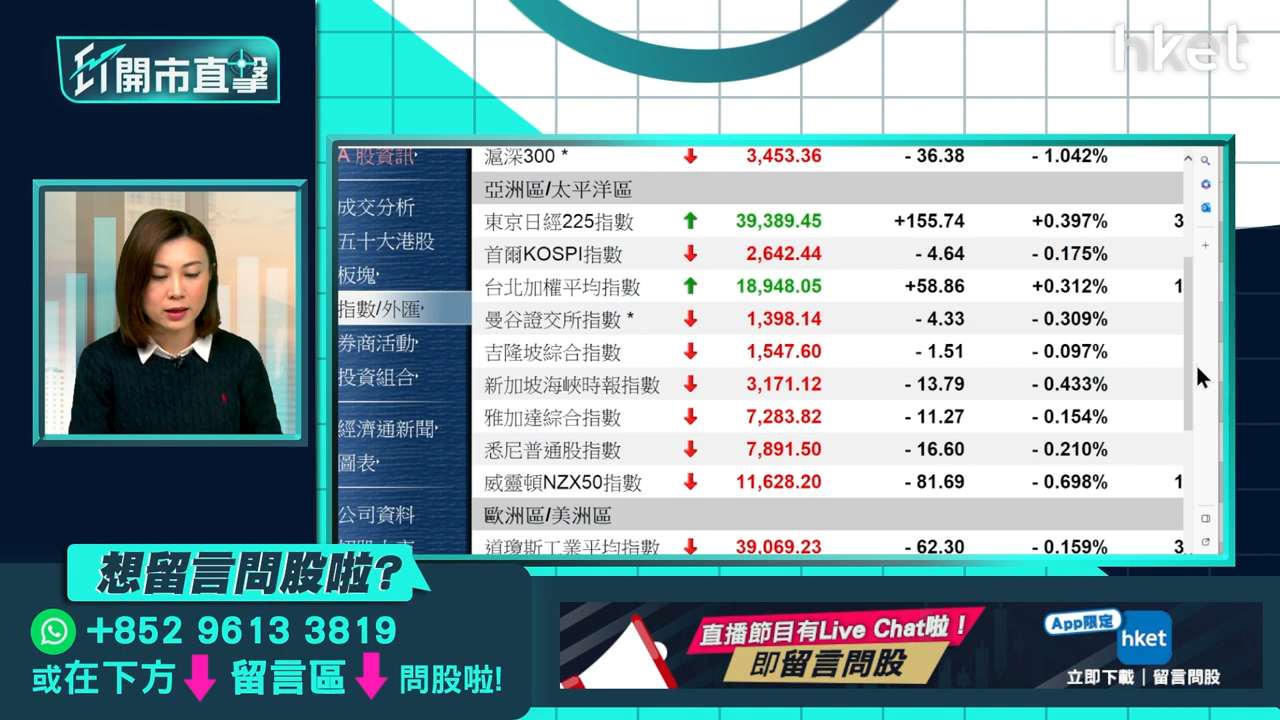 ET開市直擊
hket
A 股資訊
成交分析
五十大港股
板塊
指數/外匯
券商活動
投資組合
經濟通新聞
圖表
公司資料
滬深300 * 3,453.36 - 36.38 - 1.042%
亞洲區/太平洋區
東京日經225指數 39,389.45 +155.74 +0.397% 3
首爾KOSPI指數 2,642.44 - 4.64 - 0.175%
台北加權平均指數 18,948.05 +58.86 +0.312% 1
曼谷證交所指數 * 1,398.14 - 4.33 - 0.309%
吉隆坡綜合指數 1,547.60 - 1.51 - 0.097%
新加坡海峽時報指數 3,171.12 - 13.79 - 0.433%
雅加達綜合指數 7,283.82 - 11.27 - 0.154%
悉尼普通股指數 7,891.50 - 16.60 - 0.210%
威靈頓NZX50指數 11,628.20 - 81.69 - 0.698% 1
歐洲區/美洲區
道瓊斯工業平均指數 39,069.23 - 62.30 - 0.159% 3
想留言問股啦?
+852 9613 3819
或在下方 留言區 問股啦!
直播節目有Live Chat啦！
即留言問股
App限定
hket
立即下載｜留言問股